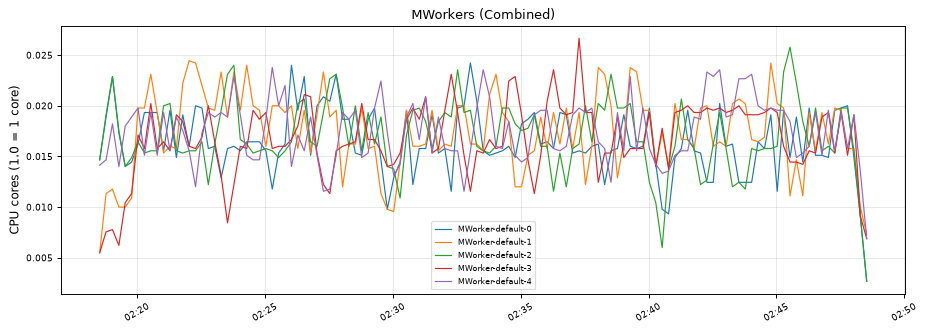 MWorkers (Combined)
CPU cores (1.0 = 1 core)
0.025
0.020
0.015
0.010
0.005
MWorker-default-0
MWorker-default-1
MWorker-default-2
MWorker-default-3
MWorker-default-4
02:20
02:25
02:30
02:35
02:40
02:45
02:50